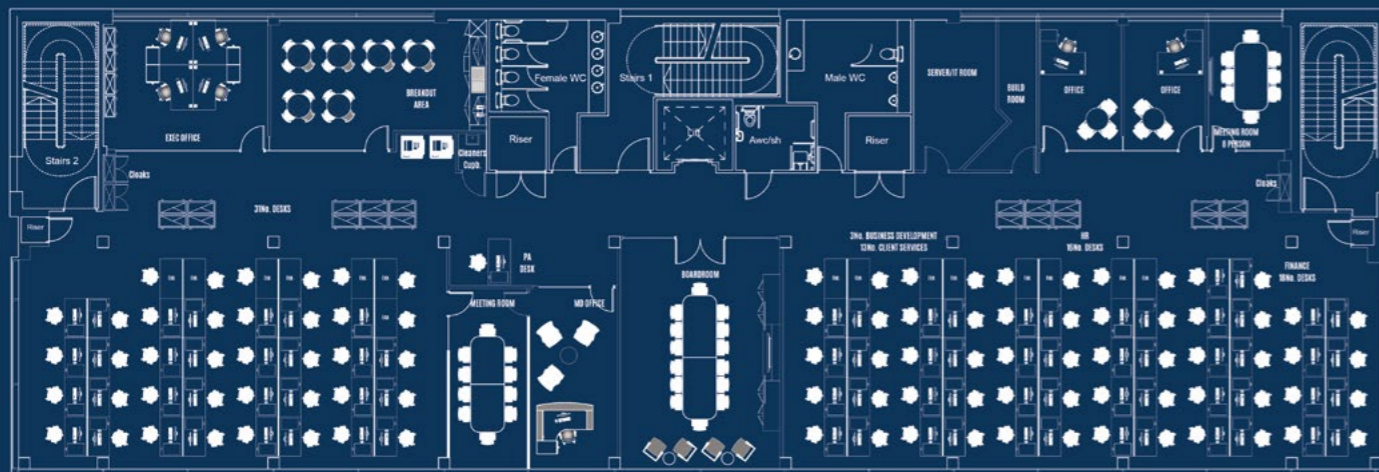 Stairs 2
EXEC OFFICE
BREAKOUT
AREA
Female WC
Riser
Cleaners
Cupb.
Stairs 1
Lift
Awc/sh
Male WC
Riser
SERVER/IT ROOM
BUILD
ROOM
OFFICE
OFFICE
MEETING ROOM
8 PERSON
Cloaks
Cloaks
Riser
Riser
31No. DESKS
PA
DESK
MEETING ROOM
MD OFFICE
BOARDROOM
3No. BUSINESS DEVELOPMENT
13No. CLIENT SERVICES
HR
16No. DESKS
FINANCE
18No. DESKS